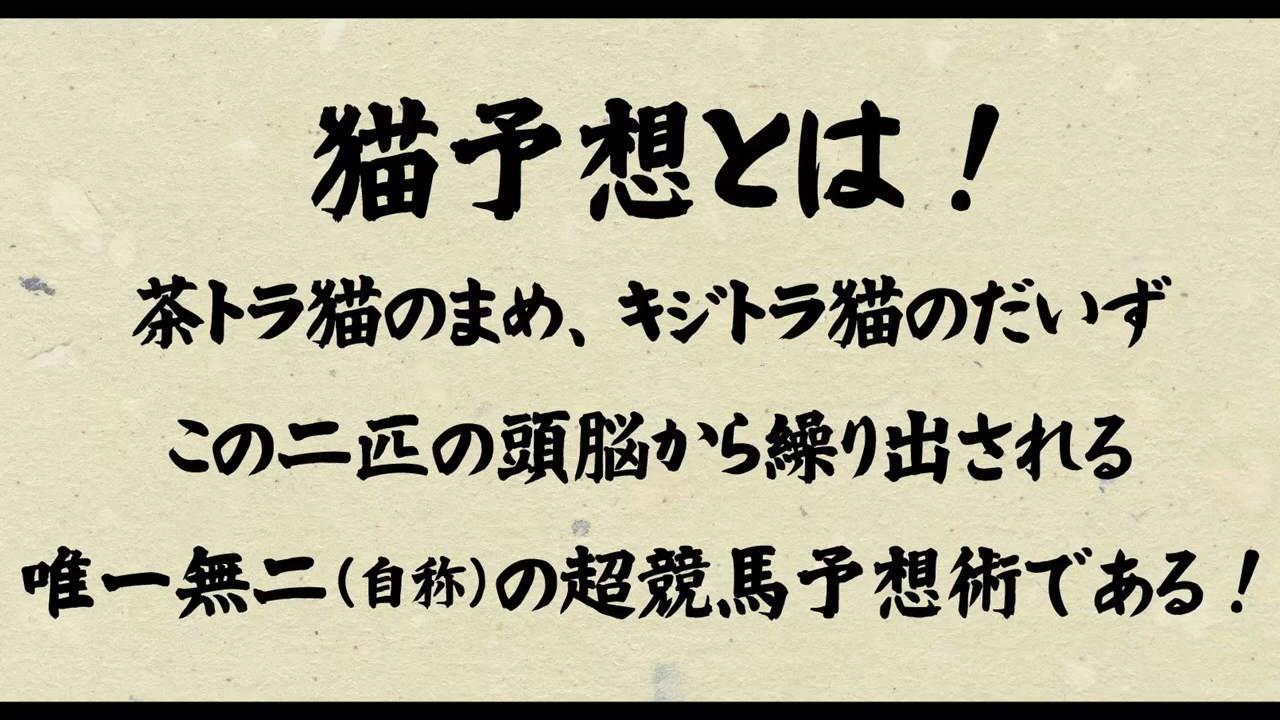 猫予想とは！
茶トラ猫のまめ、キジトラ猫のだいず
この二匹の頭脳から繰り出される
唯一無二(自称)の超競馬予想術である！